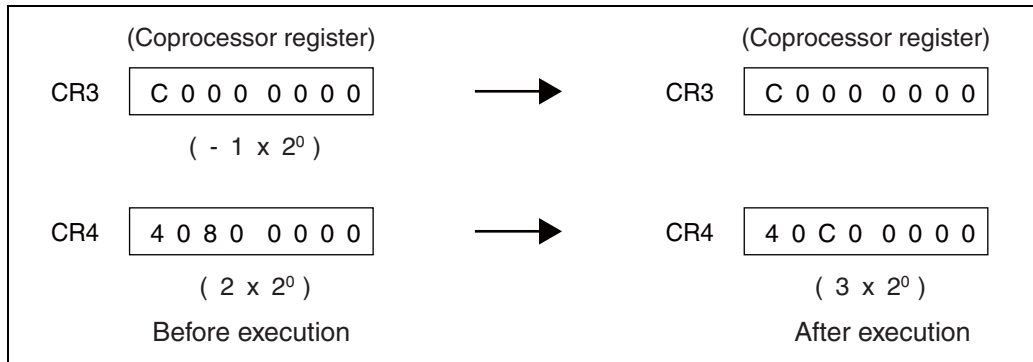 (Coprocessor register) (Coprocessor register)
CR3 C 0 0 0 0 0 0 0 CR3 C 0 0 0 0 0 0 0
( - 1 x 2⁰ )
CR4 4 0 8 0 0 0 0 0 CR4 4 0 C 0 0 0 0 0
( 2 x 2⁰ ) ( 3 x 2⁰ )
Before execution After execution